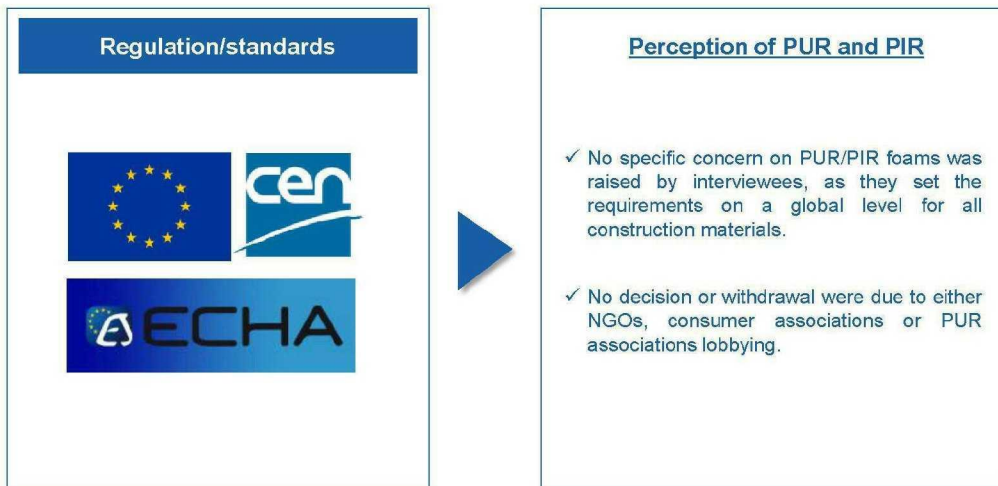 Regulation/standards
cen
ECHA
Perception of PUR and PIR
✓ No specific concern on PUR/PIR foams was
raised by interviewees, as they set the
requirements on a global level for all
construction materials.
✓ No decision or withdrawal were due to either
NGOs, consumer associations or PUR
associations lobbying.